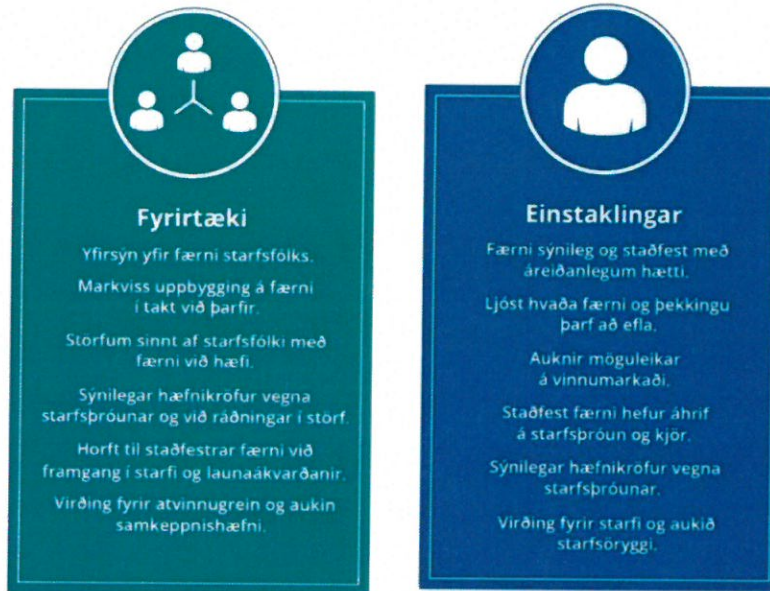 Fyrirtæki
Yfirsýn yfir færni starfsfólks.
Markviss uppbygging á færni
í takt við þarfir.
Störfum sinnt af starfsfólki með
færni við hæfi.
Sýnilegar hæfnikröfur vegna
starfsþróunar og við ráðningar í störf.
Horft til staðfestrar færni við
framgang í starfi og launaákvarðanir.
Virðing fyrir atvinnugrein og aukin
samkeppnishæfni.
Einstaklingar
Færni sýnileg og staðfest með
áreiðanlegum hætti.
Ljóst hvaða færni og þekkingu
þarf að efla.
Auknir möguleikar
á vinnumarkaði.
Staðfest færni hefur áhrif
á starfsþróun og kjör.
Sýnilegar hæfnikröfur vegna
starfsþróunar.
Virðing fyrir starfi og aukið
starfsöryggi.